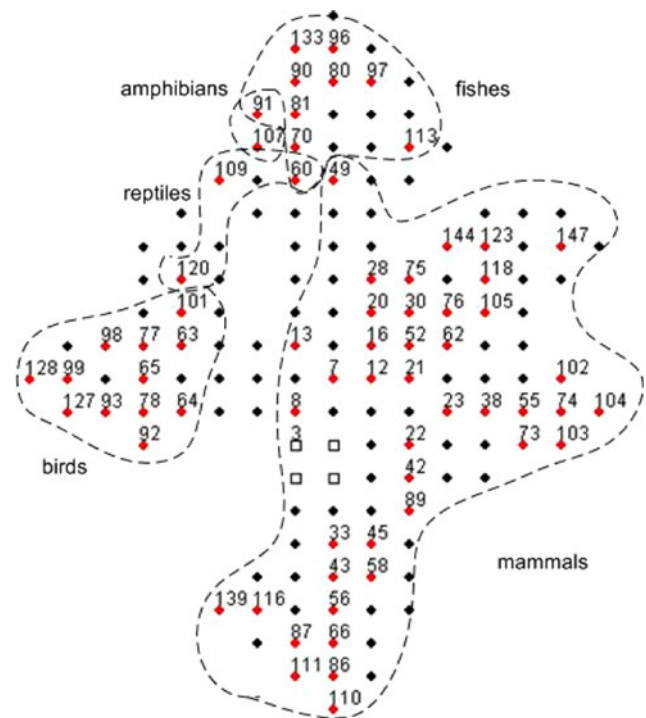 133 96
90 80 97
amphibians fishes
91 81
107 70 113
109 60 49
reptiles
144 123 147
120 28 75 118
101 20 30 76 105
98 77 63 13 16 52 62
128 99 65 7 12 21 102
127 93 78 64 8 23 38 55 74 104
92 3 22 73 103
birds
42
89
33 45
43 58
mammals
139 116 56
87 66
111 86
110